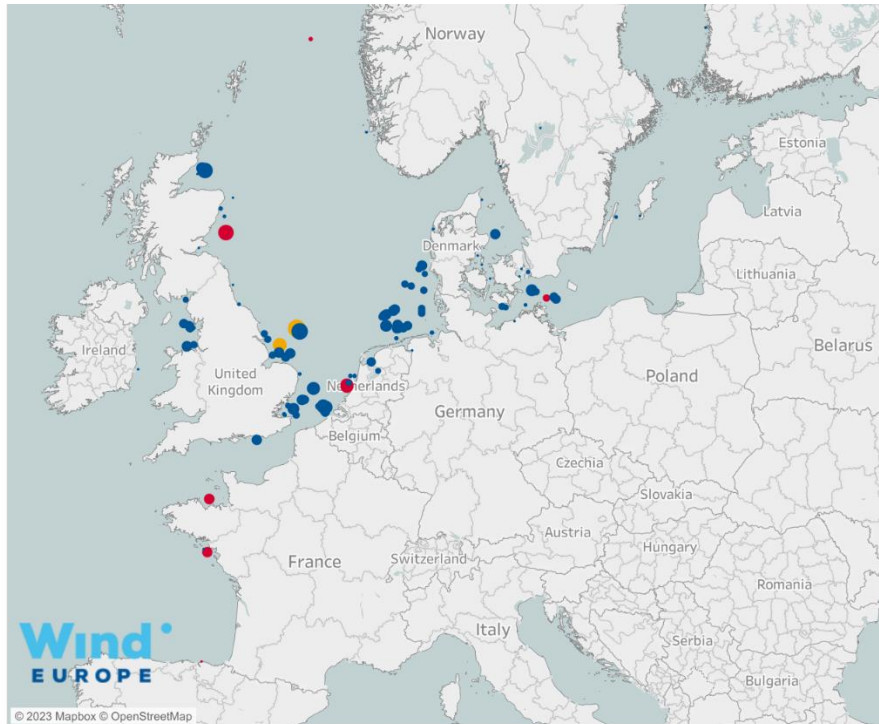 Norway
Estonia
Latvia
Denmark
Lithuania
Ireland
United
Kingdom
Netherlands
Belarus
Poland
Germany
Belgium
Czechia
Slovakia
Austria
Hungary
France
Switzerland
Romania
Italy
Serbia
Bulgaria
Wind
EUROPE
© 2023 Mapbox © OpenStreetMap